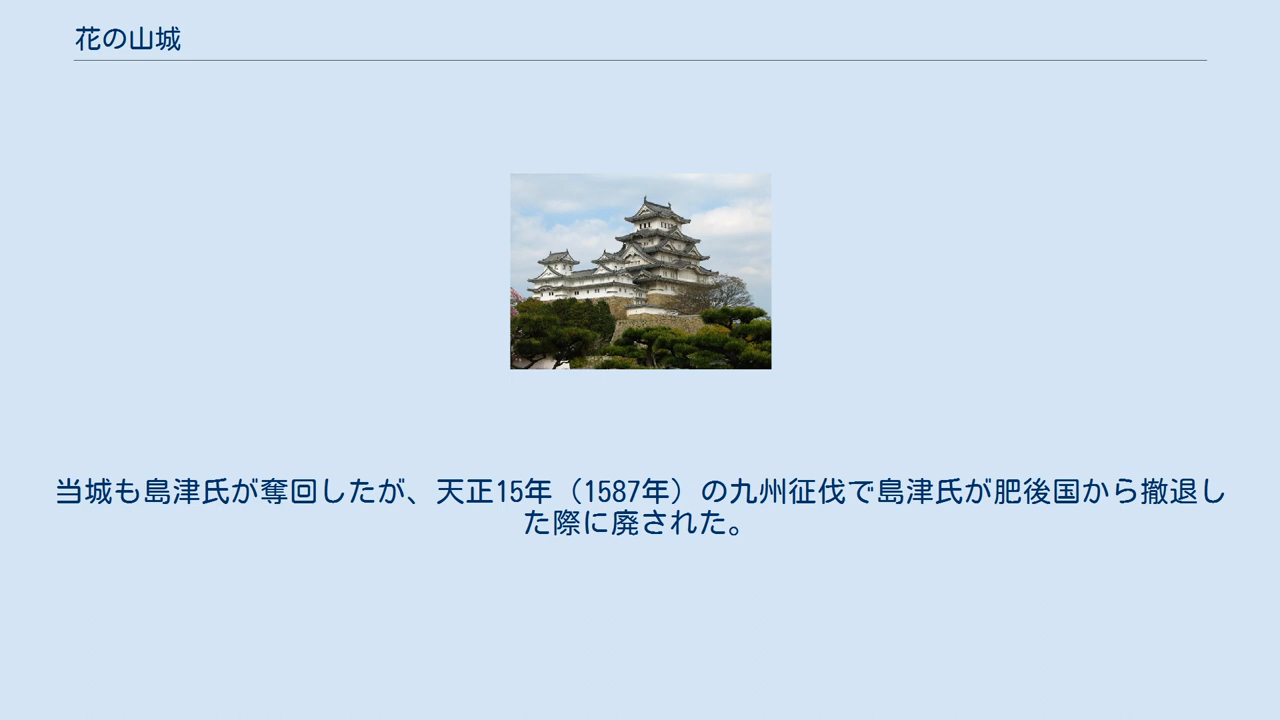 花の山城
当城も島津氏が奪回したが、天正15年（1587年）の九州征伐で島津氏が肥後国から撤退し
た際に廃された。